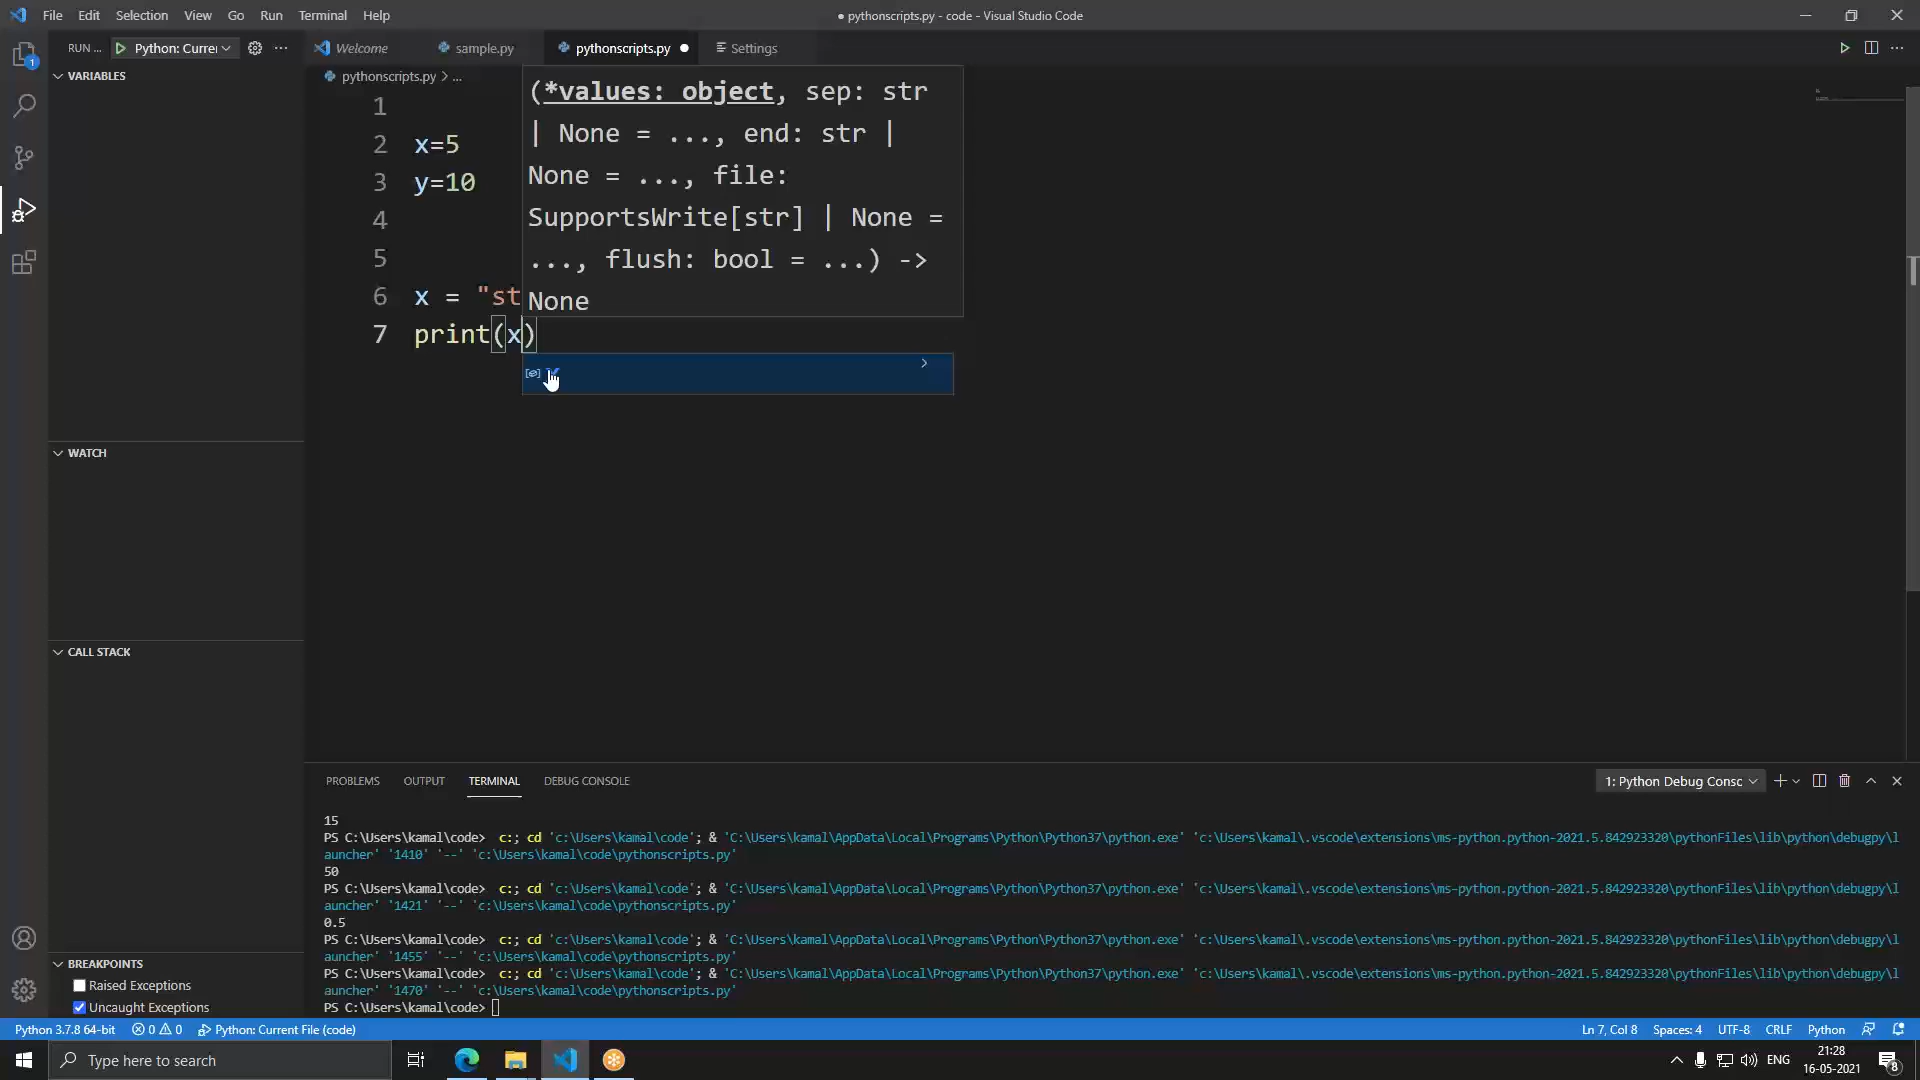 File Edit Selection View Go Run Terminal Help
● pythonscripts.py - code - Visual Studio Code
RUN ... Python: Currer
Welcome sample.py pythonscripts.py Settings
VARIABLES
pythonscripts.py > ...
1
2 x=5
3 y=10
4
5
6 x = "st
7 print(x)
(*values: object, sep: str
| None = ..., end: str |
None = ..., file:
SupportsWrite[str] | None =
..., flush: bool = ...) ->
None
WATCH
CALL STACK
BREAKPOINTS
Raised Exceptions
Uncaught Exceptions
PROBLEMS OUTPUT TERMINAL DEBUG CONSOLE
1: Python Debug Consc
15
PS C:\Users\kamal\code> c:; cd 'c:\Users\kamal\code'; & 'C:\Users\kamal\AppData\Local\Programs\Python\Python37\python.exe' 'c:\Users\kamal\.vscode\extensions\ms-python.python-2021.5.842923320\pythonFiles\lib\python\debugpy\l
auncher' '1410' '--' 'c:\Users\kamal\code\pythonscripts.py'
50
PS C:\Users\kamal\code> c:; cd 'c:\Users\kamal\code'; & 'C:\Users\kamal\AppData\Local\Programs\Python\Python37\python.exe' 'c:\Users\kamal\.vscode\extensions\ms-python.python-2021.5.842923320\pythonFiles\lib\python\debugpy\l
auncher' '1421' '--' 'c:\Users\kamal\code\pythonscripts.py'
0.5
PS C:\Users\kamal\code> c:; cd 'c:\Users\kamal\code'; & 'C:\Users\kamal\AppData\Local\Programs\Python\Python37\python.exe' 'c:\Users\kamal\.vscode\extensions\ms-python.python-2021.5.842923320\pythonFiles\lib\python\debugpy\l
auncher' '1455' '--' 'c:\Users\kamal\code\pythonscripts.py'
PS C:\Users\kamal\code> c:; cd 'c:\Users\kamal\code'; & 'C:\Users\kamal\AppData\Local\Programs\Python\Python37\python.exe' 'c:\Users\kamal\.vscode\extensions\ms-python.python-2021.5.842923320\pythonFiles\lib\python\debugpy\l
auncher' '1470' '--' 'c:\Users\kamal\code\pythonscripts.py'
PS C:\Users\kamal\code>
Python 3.7.8 64-bit 0 0 Python: Current File (code) Ln 7, Col 8 Spaces: 4 UTF-8 CRLF Python
Type here to search
ENG
21:28
16-05-2021
1
8